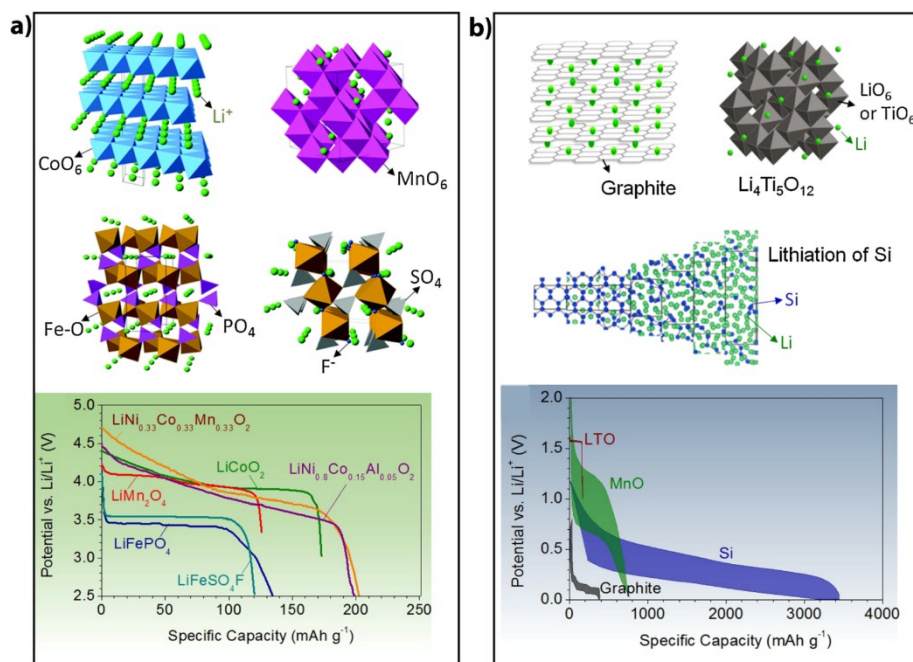 a)
Li+
CoO6
MnO6
Fe-O
PO4
SO4
F-
5.0
4.5
4.0
3.5
3.0
2.5
Potential vs. Li/Li+ (V)
LiNi0.33Co0.33Mn0.33O2
LiCoO2
LiNi0.8Co0.15Al0.05O2
LiMn2O4
LiFePO4
LiFeSO4F
0 50 100 150 200 250
Specific Capacity (mAh g-1)
b)
LiO6
or TiO6
Li
Graphite
Li4Ti5O12
Lithiation of Si
Si
Li
2.0
1.5
1.0
0.5
0.0
Potential vs. Li/Li+ (V)
LTO
MnO
Si
Graphite
0 1000 2000 3000 4000
Specific Capacity (mAh g-1)